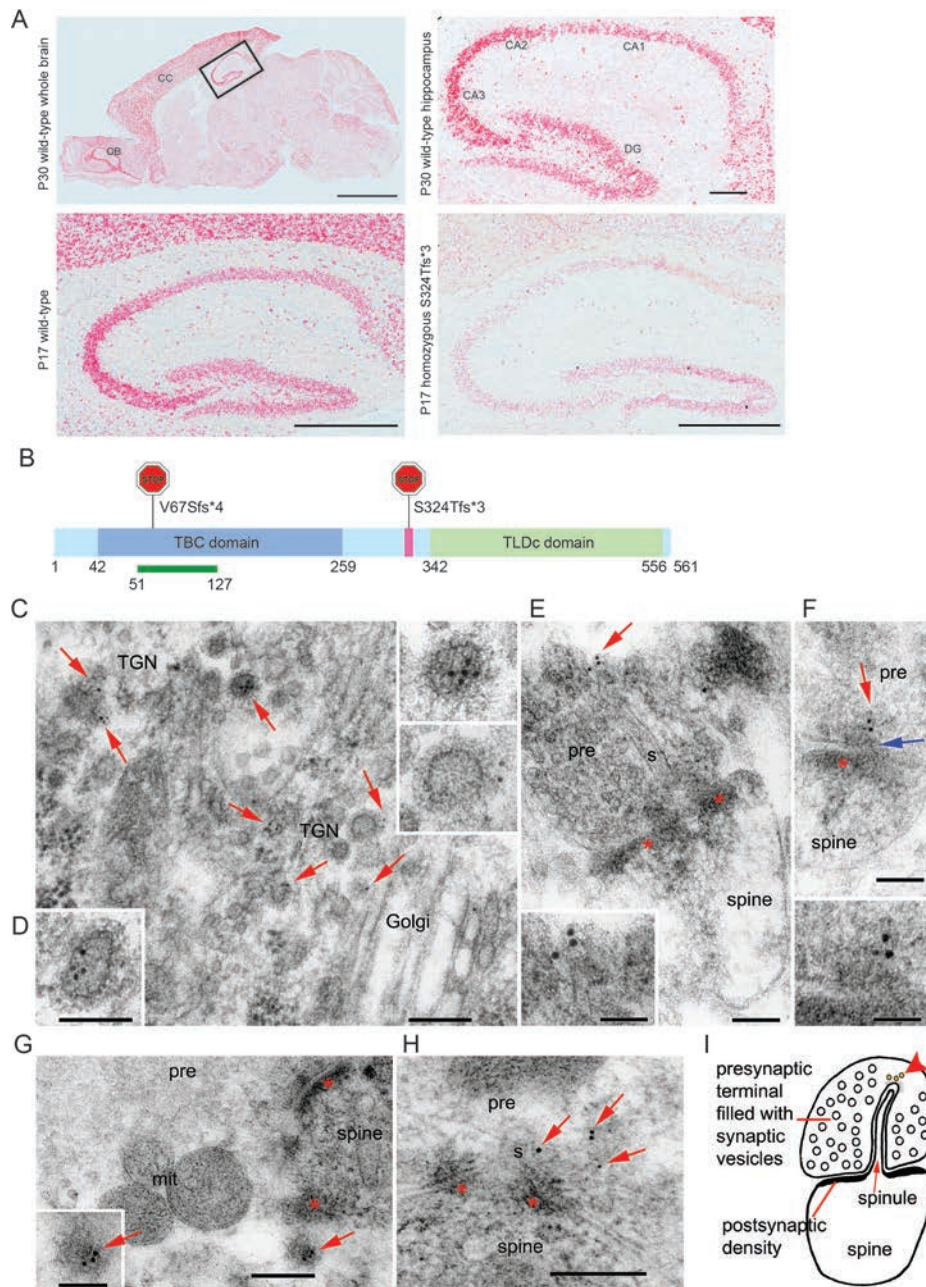 A
P30 wild-type whole brain
CC
OB
P30 wild-type hippocampus
CA2
CA1
CA3
DG
P17 wild-type
P17 homozygous S324Tfs*3
B
STOP
STOP
V67Sfs*4
S324Tfs*3
TBC domain
TLDc domain
1
42
259
342
556
561
51
127
C
TGN
TGN
Golgi
D
E
pre
s
*
*
spine
F
pre
*
spine
G
pre
*
spine
mit
*
H
pre
s
*
*
spine
I
presynaptic
terminal
filled with
synaptic
vesicles
spinule
postsynaptic
density
spine